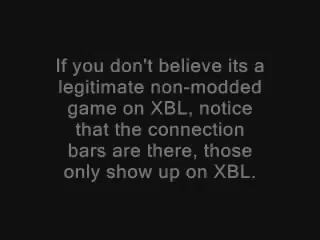 If you don't believe its a
legitimate non-modded
game on XBL, notice
that the connection
bars are there, those
only show up on XBL.